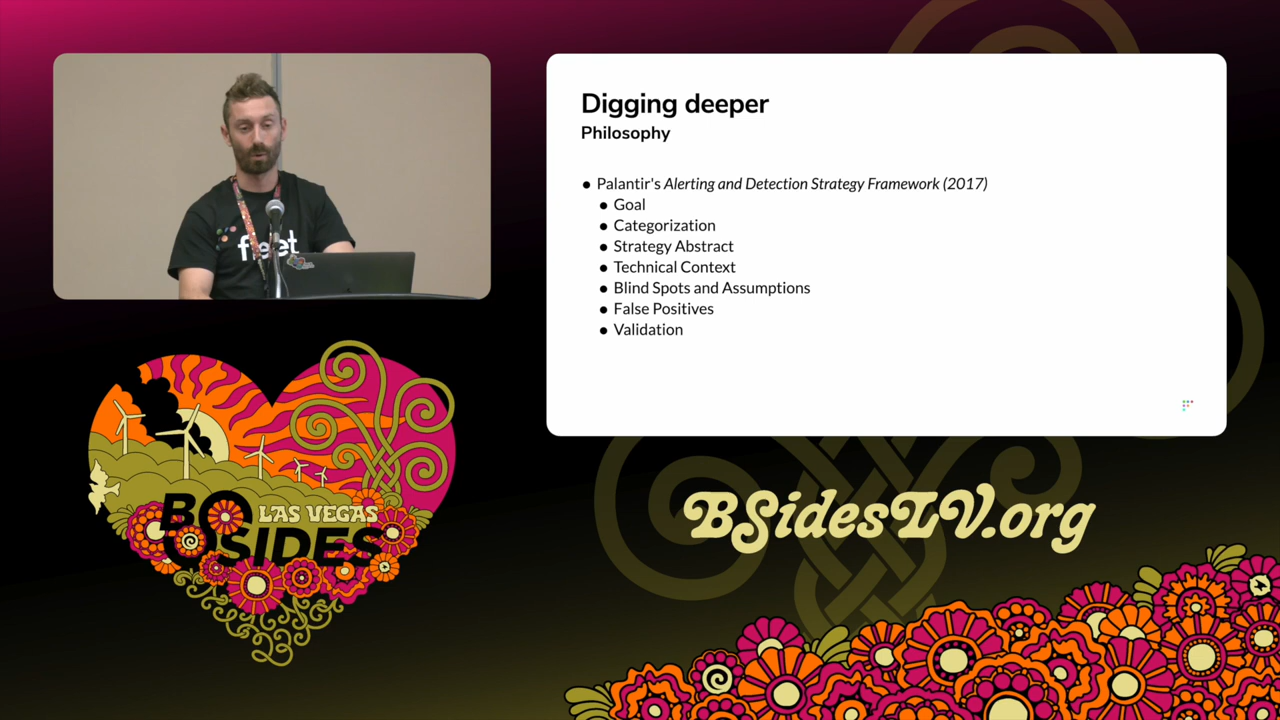 fleet
Digging deeper
Philosophy
● Palantir's Alerting and Detection Strategy Framework (2017)
● Goal
● Categorization
● Strategy Abstract
● Technical Context
● Blind Spots and Assumptions
● False Positives
● Validation
LAS VEGAS
BSIDES
23
BSidesLV.org